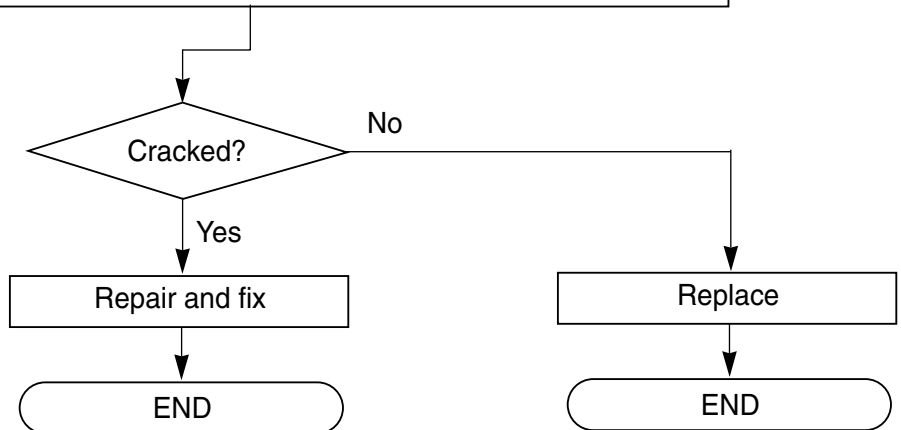 Cracked?
No
Yes
Repair and fix
Replace
END
END